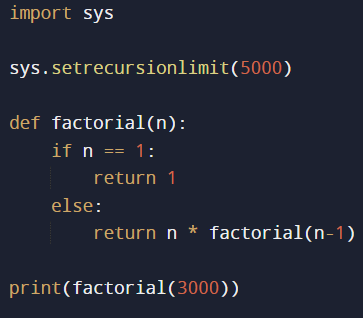 import sys

sys.setrecursionlimit(5000)

def factorial(n):
    if n == 1:
        return 1
    else:
        return n * factorial(n-1)

print(factorial(3000))